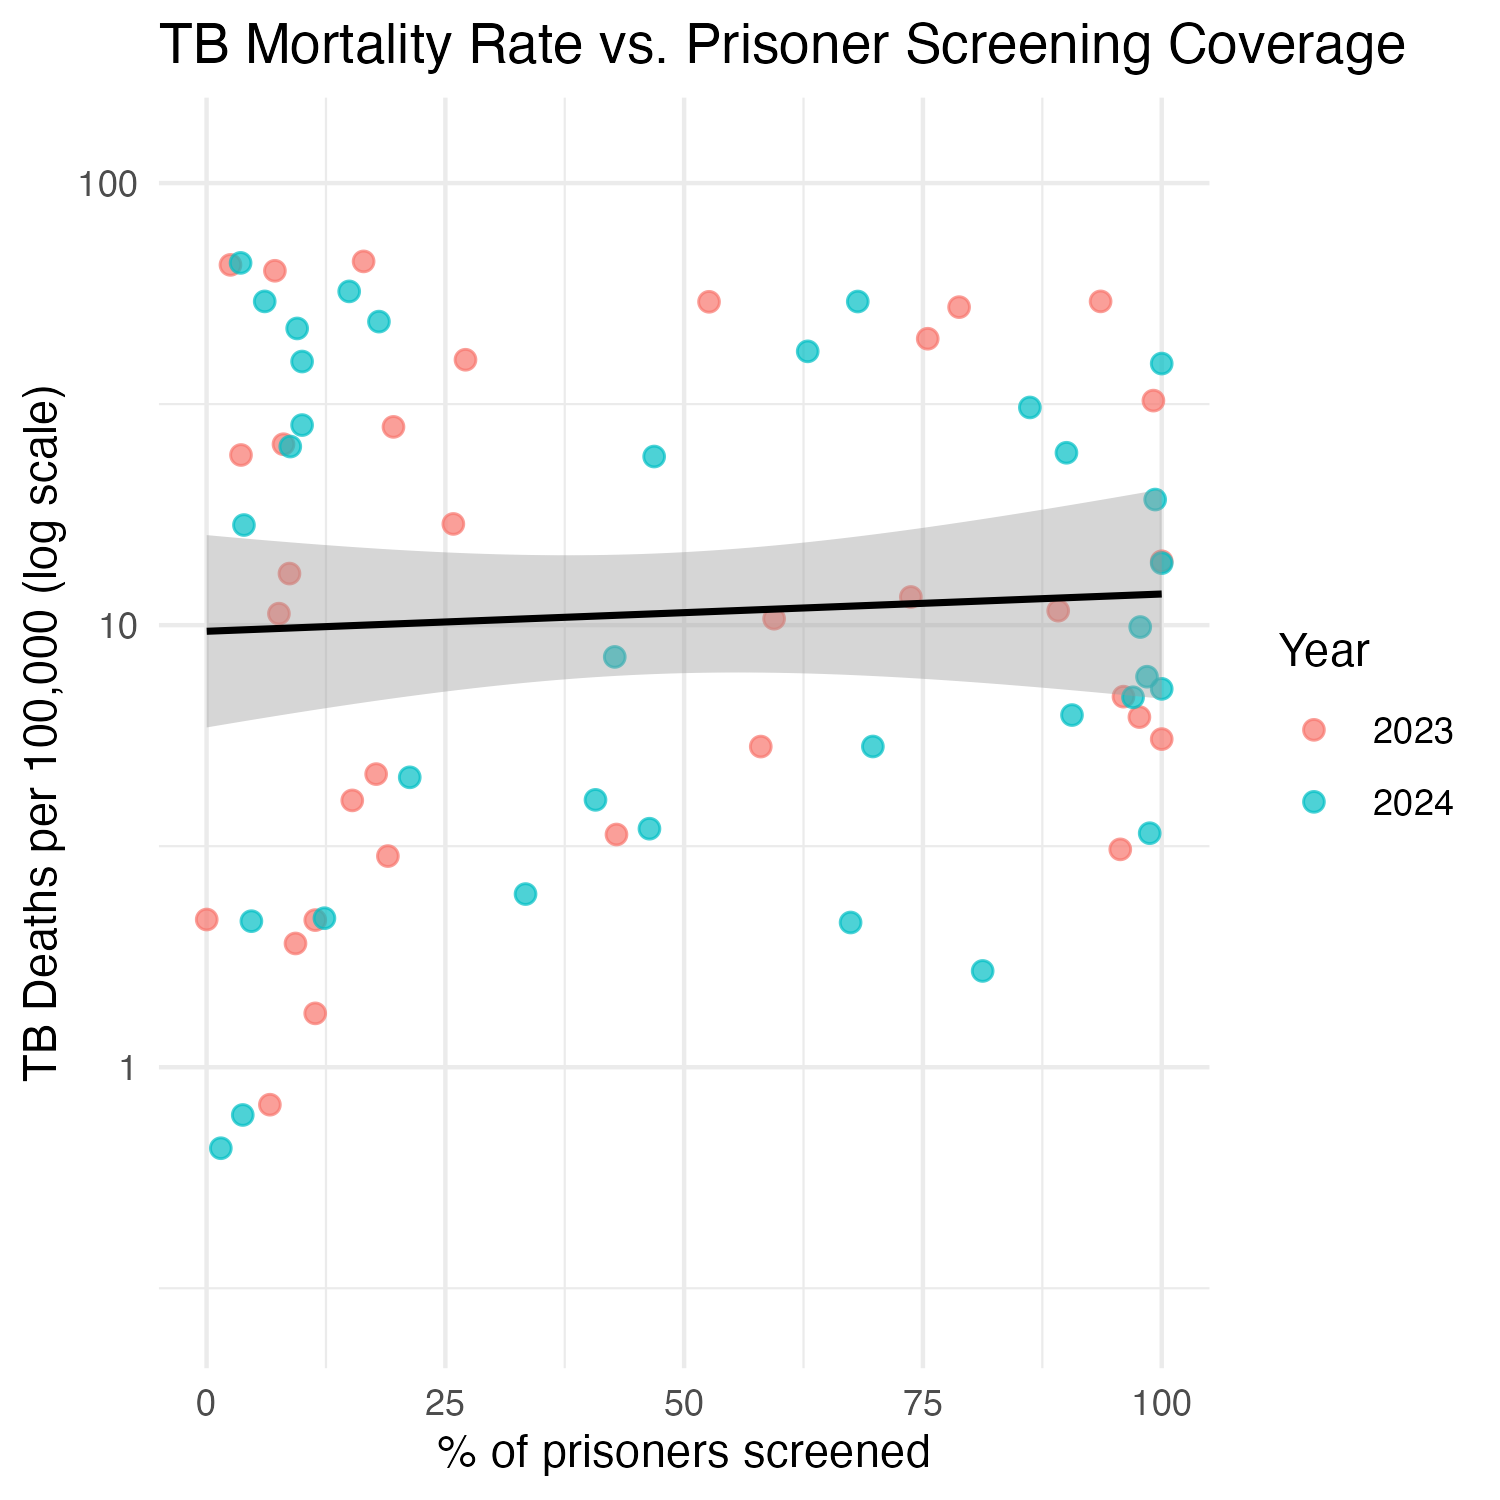 TB Mortality Rate vs. Prisoner Screening Coverage
TB Deaths per 100,000 (log scale)
100
10
1
0
25
50
75
100
% of prisoners screened
Year
2023
2024